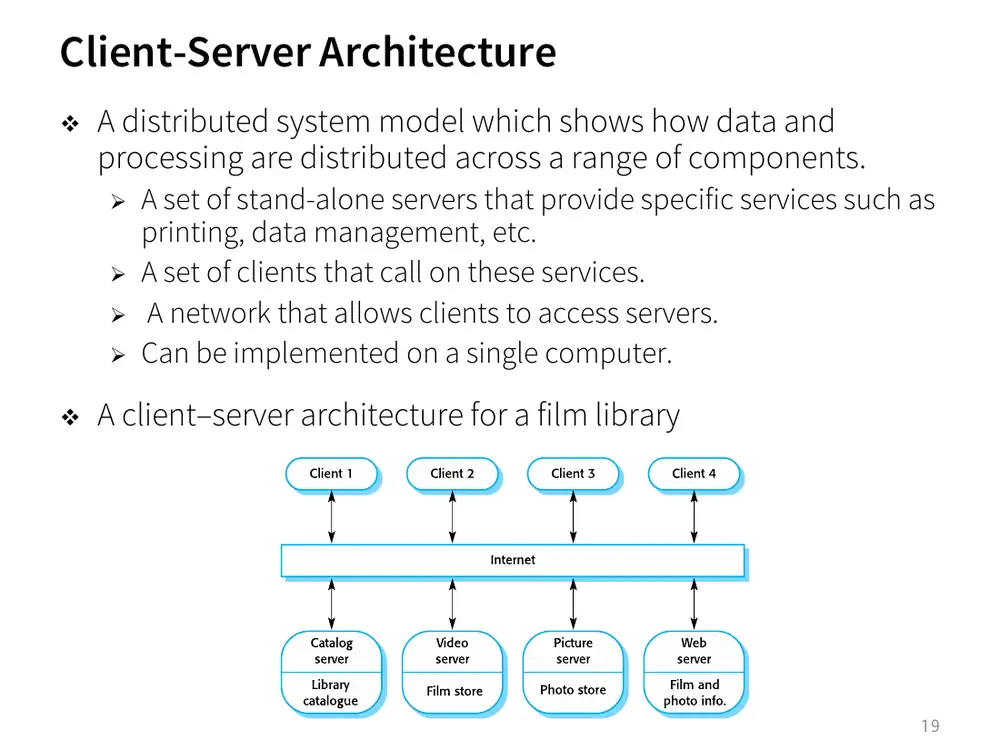 Client-Server Architecture
❖ A distributed system model which shows how data and
processing are distributed across a range of components.
➢ A set of stand-alone servers that provide specific services such as
printing, data management, etc.
➢ A set of clients that call on these services.
➢ A network that allows clients to access servers.
➢ Can be implemented on a single computer.
❖ A client–server architecture for a film library
Client 1
Client 2
Client 3
Client 4
Internet
Catalog
server
Library
catalogue
Video
server
Film store
Picture
server
Photo store
Web
server
Film and
photo info.
19